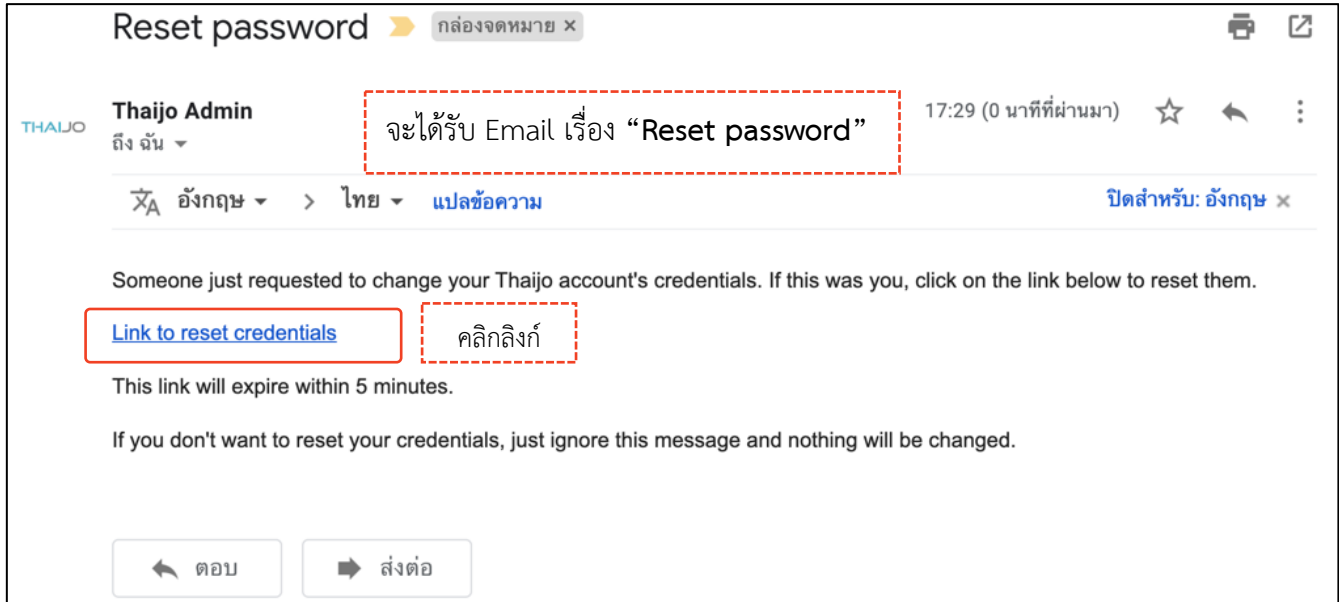 Reset password กล่องจดหมาย ×
THAIJO
Thaijo Admin
ถึง ฉัน
จะได้รับ Email เรื่อง “Reset password”
17:29 (0 นาทีที่ผ่านมา)
อังกฤษ > ไทย แปลข้อความ ปิดสำหรับ: อังกฤษ ×
Someone just requested to change your Thaijo account's credentials. If this was you, click on the link below to reset them.
Link to reset credentials
คลิกลิงก์
This link will expire within 5 minutes.
If you don't want to reset your credentials, just ignore this message and nothing will be changed.
ตอบ ส่งต่อ